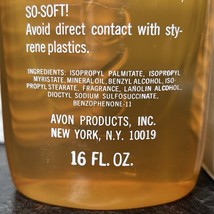 SO-SOFT!
Avoid direct contact with sty-
rene plastics.
INGREDIENTS: ISOPROPYL PALMITATE, ISOPROPYL
MYRISTATE, MINERAL OIL, BENZYL ALCOHOL, ISO-
PROPYL STEARATE, FRAGRANCE, LANOLIN ALCOHOL,
DIOCTYL SODIUM SULFOSUCCINATE,
BENZOPHENONE-11
AVON PRODUCTS, INC.
NEW YORK, N.Y. 10019
16 FL. OZ.